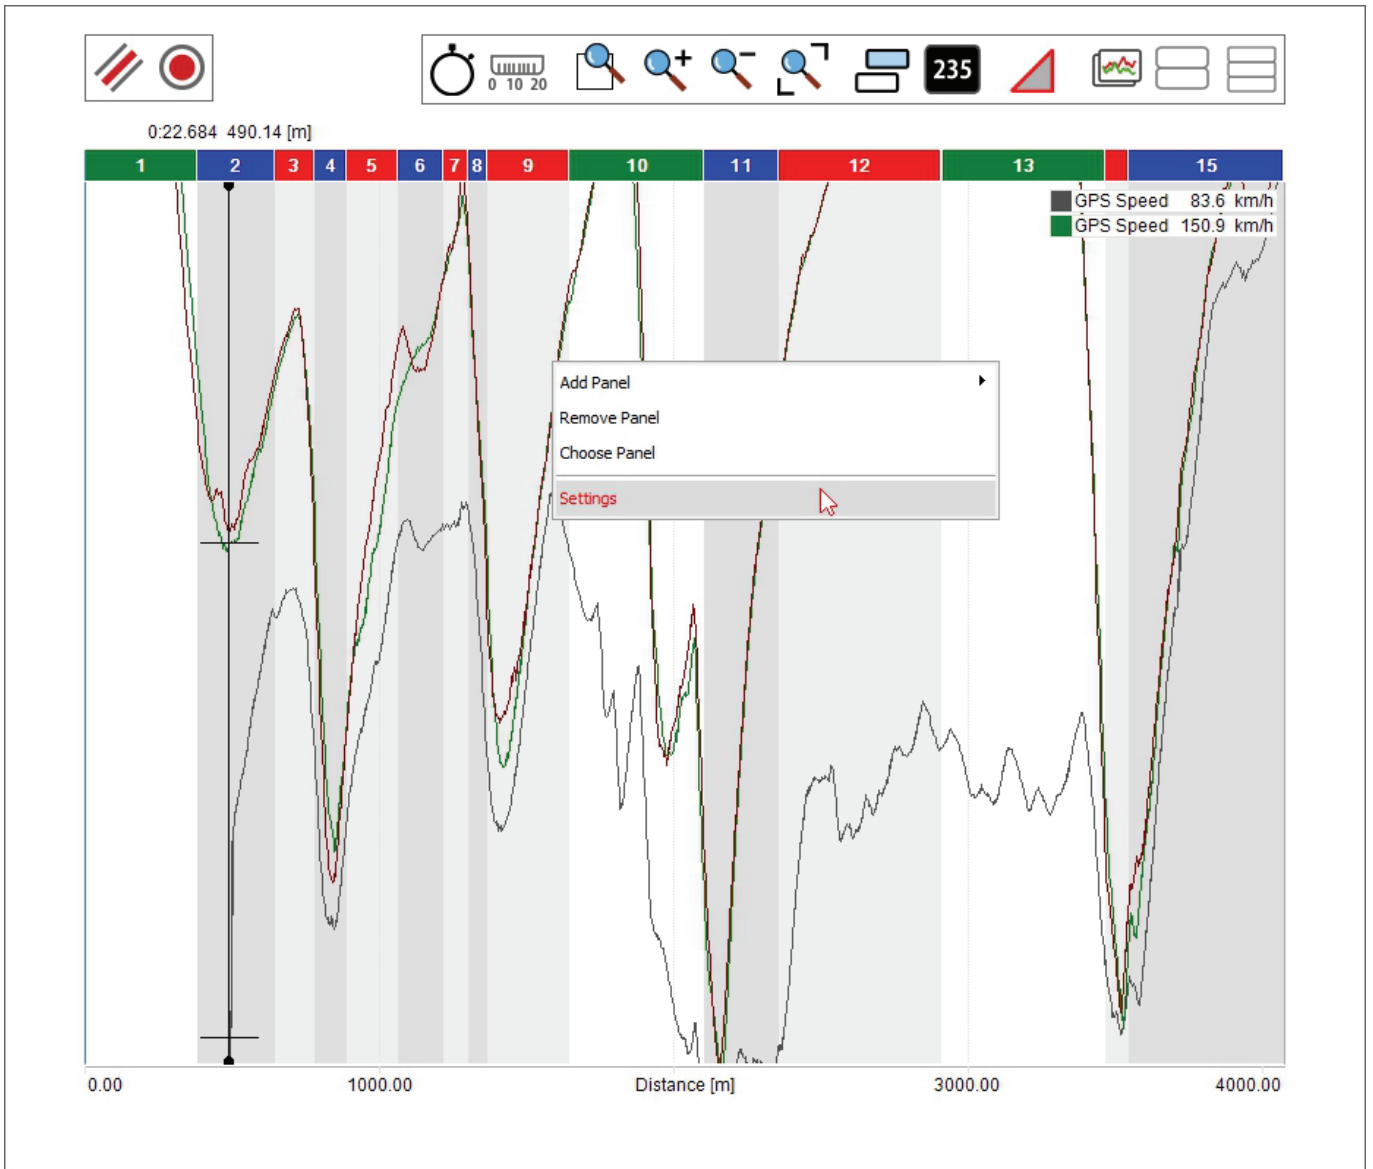 0 10 20
235
0:22.684 490.14 [m]
1 2 3 4 5 6 7 8 9 10 11 12 13 15
GPS Speed 83.6 km/h
GPS Speed 150.9 km/h
Add Panel
Remove Panel
Choose Panel
Settings
0.00 1000.00 Distance [m] 3000.00 4000.00